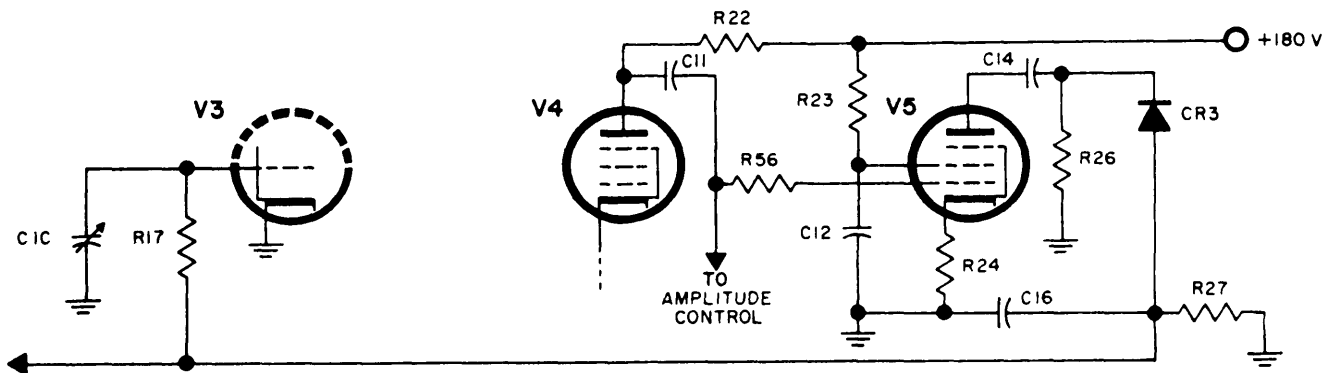 R22
+180 V
C11
C14
V3
V4
R23
V5
CR3
R56
R26
C1C
R17
C12
R24
TO
AMPLITUDE
CONTROL
C16
R27